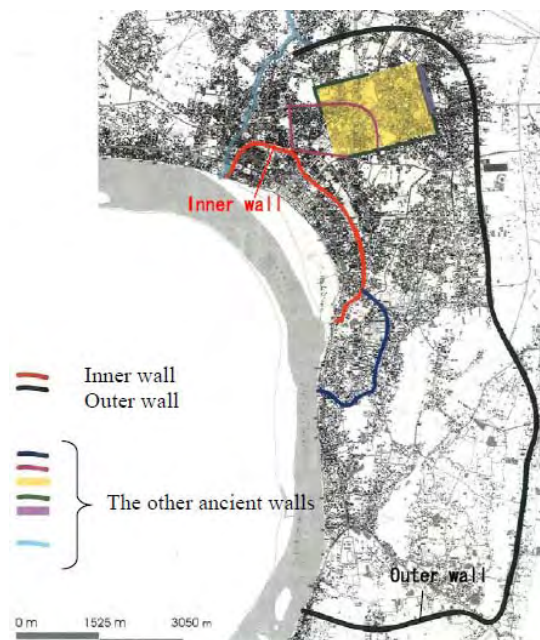 Inner wall
Inner wall
Outer wall
The other ancient walls
Outer wall
0 m 1525 m 3050 m